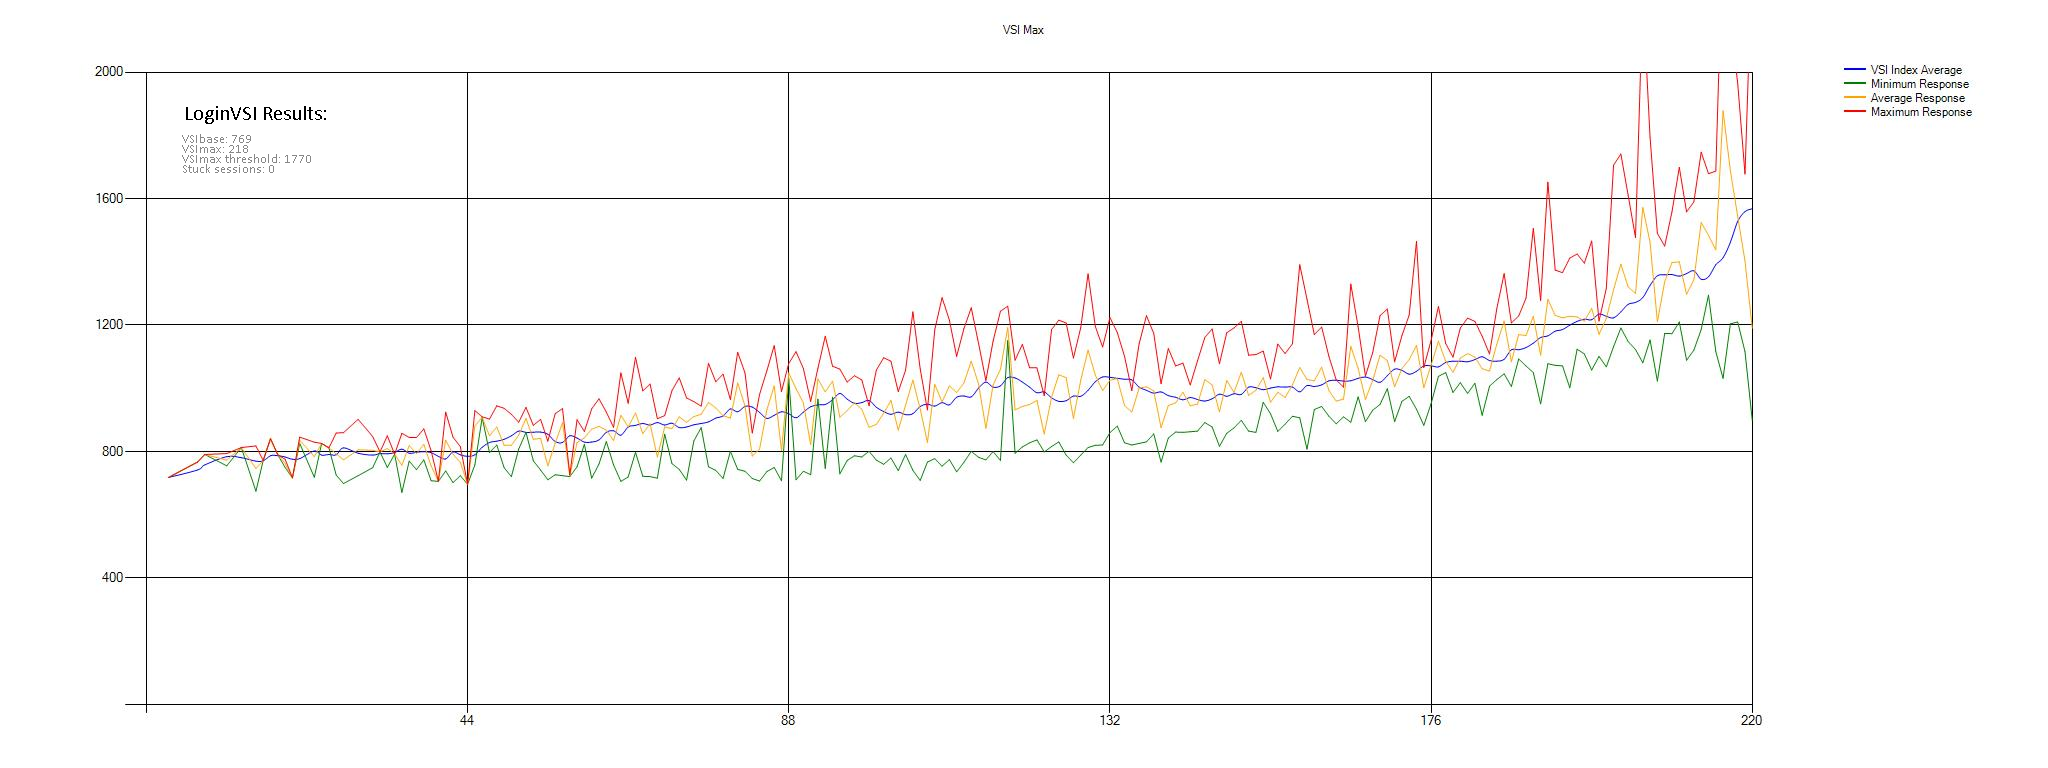 VSI Max
2000
1600
1200
800
400
LoginVSI Results:
VSIbase: 769
VSImax: 218
VSImax threshold: 1770
Stuck sessions: 0
44
88
132
176
220
VSI Index Average
Minimum Response
Average Response
Maximum Response